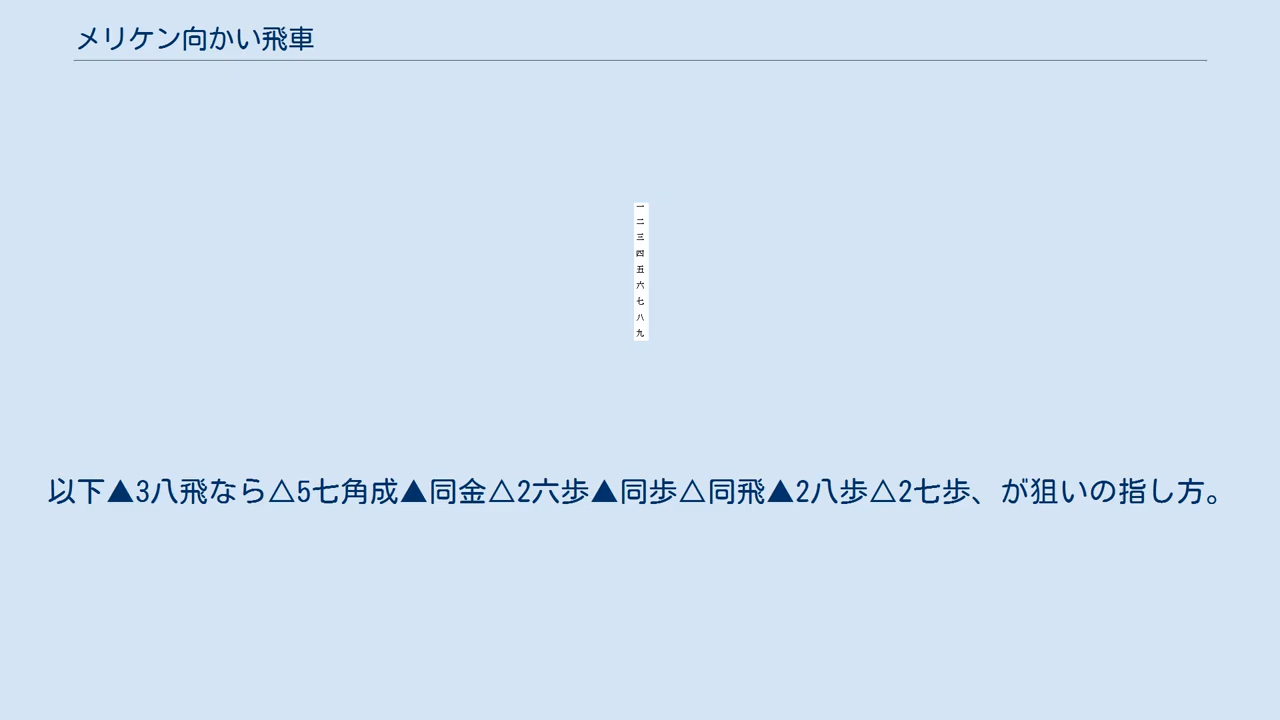 メリケン向かい飛車
一
二
三
四
五
六
七
八
九
以下▲3八飛なら△5七角成▲同金△2六歩▲同歩△同飛▲2八歩△2七歩、が狙いの指し方。